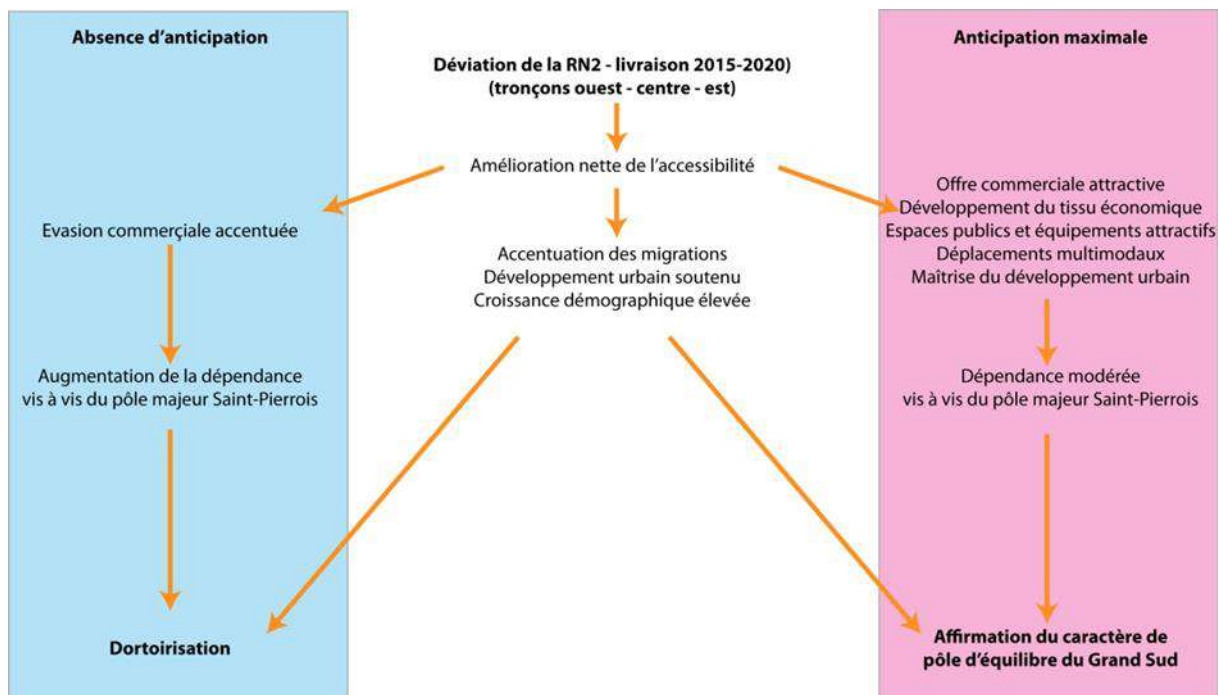 Absence d'anticipation
Déviation de la RN2 - livraison 2015-2020)
(tronçons ouest - centre - est)
Anticipation maximale
Amélioration nette de l'accessibilité
Evasion commerçiale accentuée
Accentuation des migrations
Développement urbain soutenu
Croissance démographique élevée
Offre commerciale attractive
Développement du tissu économique
Espaces publics et équipements attractifs
Déplacements multimodaux
Maîtrise du développement urbain
Augmentation de la dépendance
vis à vis du pôle majeur Saint-Pierrois
Dépendance modérée
vis à vis du pôle majeur Saint-Pierrois
Dortoirisation
Affirmation du caractère de
pôle d'équilibre du Grand Sud